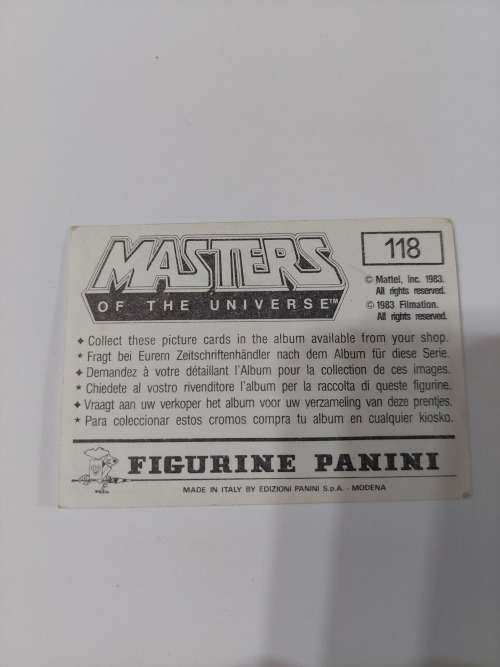 MASTERS
OF THE UNIVERSE™
118
© Mattel, Inc. 1983.
All rights reserved.
© 1983 Filmation.
All rights reserved.
✦ Collect these picture cards in the album available from your shop.
★ Fragt bei Eurern Zeitschriftenhändler nach dem Album für diese Serie.
✦ Demandez à votre détaillant l'Album pour la collection de ces images.
★ Chiedete al vostro rivenditore l'album per la raccolta di queste figurine.
✦ Vraagt aan uw verkoper het album voor uw verzameling van deze prentjes.
★ Para coleccionar estos cromos compra tu album en cualquier kiosko.
FIGURINE PANINI
MADE IN ITALY BY EDIZIONI PANINI S.p.A. - MODENA